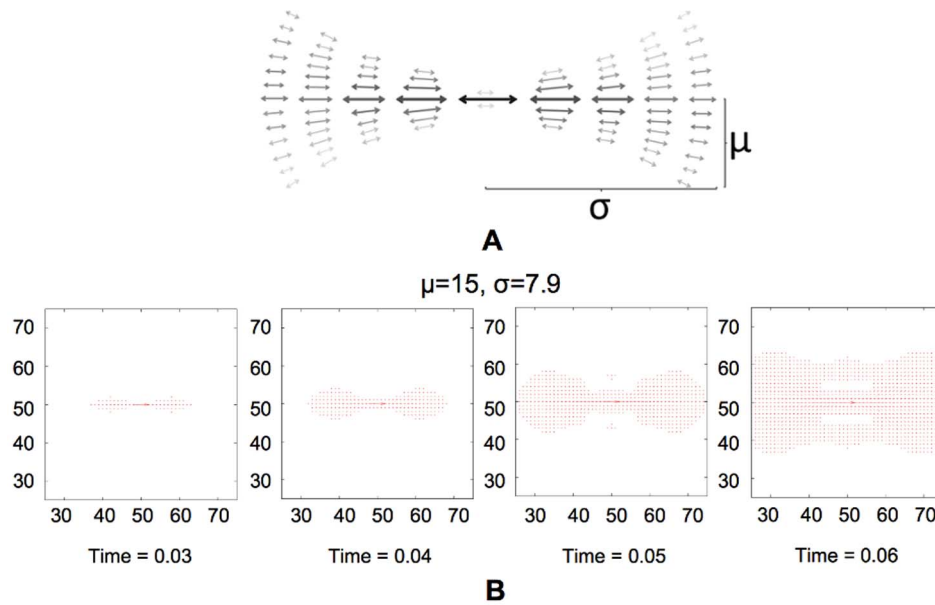 μ
σ
A
μ=15, σ=7.9
70 70 70 70
60 60 60 60
50 50 50 50
40 40 40 40
30 30 30 30
30 40 50 60 70 30 40 50 60 70 30 40 50 60 70 30 40 50 60 70
Time = 0.03 Time = 0.04 Time = 0.05 Time = 0.06
B